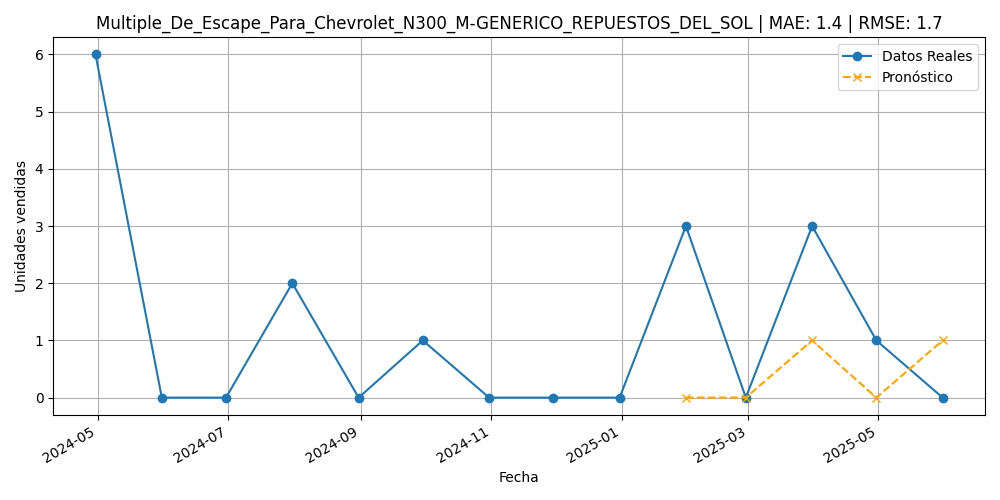 Multiple_De_Escape_Para_Chevrolet_N300_M-GENERICO_REPUESTOS_DEL_SOL | MAE: 1.4 | RMSE: 1.7
Datos Reales
Pronóstico
Unidades vendidas
6
5
4
3
2
1
0
2024-05
2024-07
2024-09
2024-11
2025-01
2025-03
2025-05
Fecha